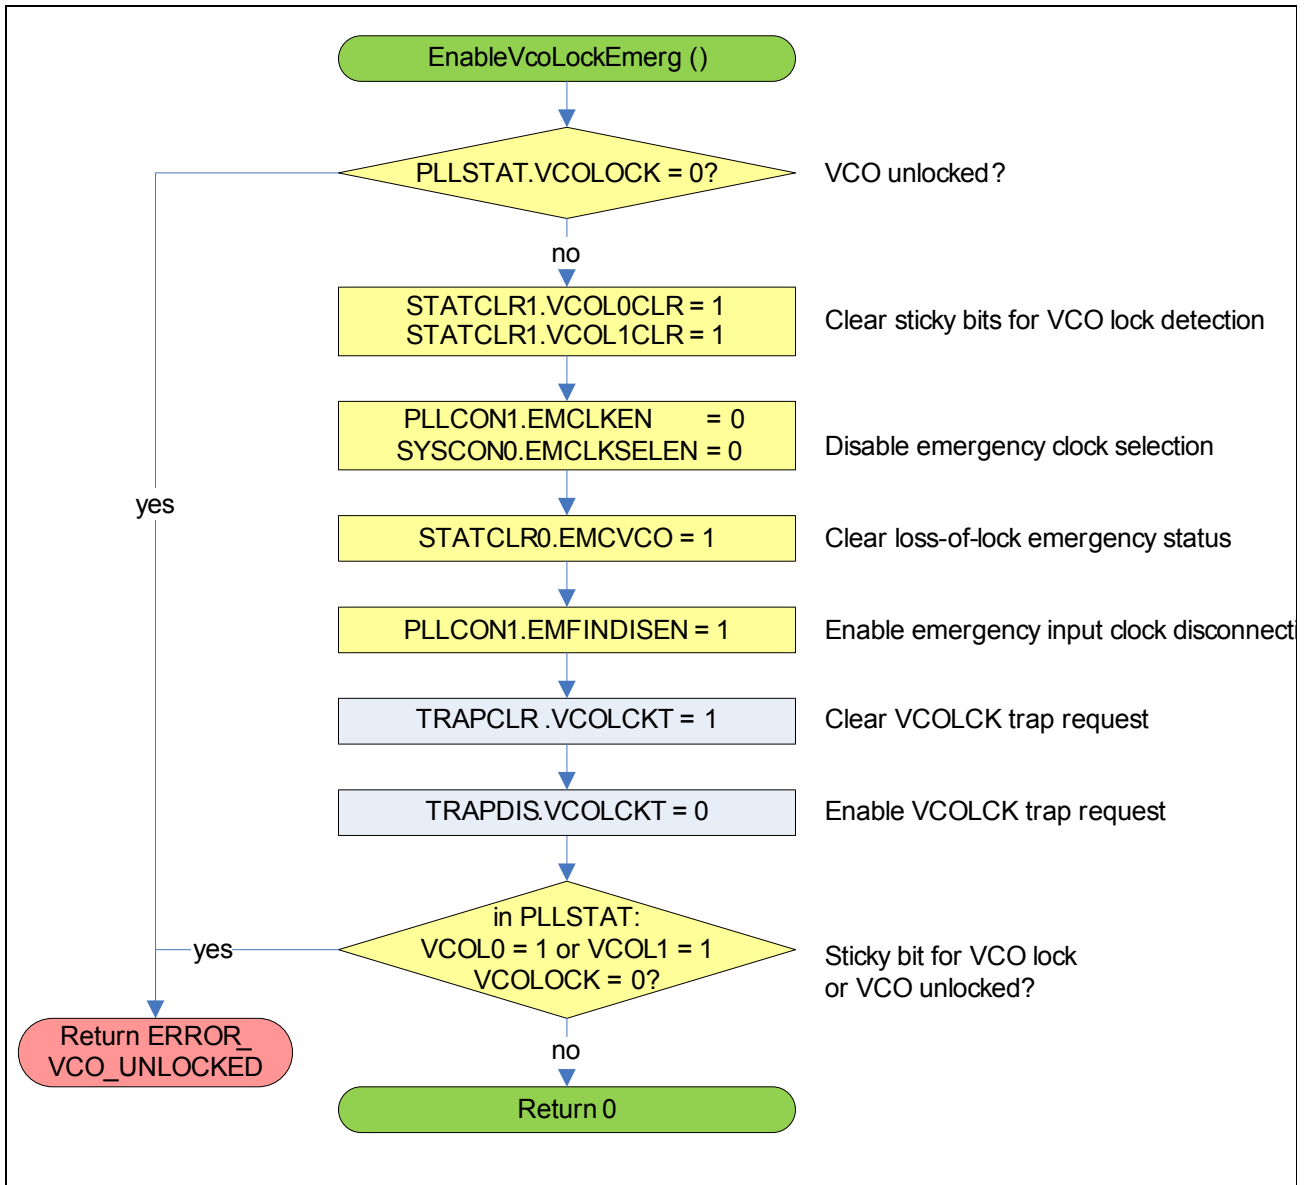 EnableVcoLockEmerg ()
PLLSTAT.VCOLOCK = 0?
VCO unlocked?
no
STATCLR1.VCOL0CLR = 1
STATCLR1.VCOL1CLR = 1
Clear sticky bits for VCO lock detection
PLLCON1.EMCLKEN = 0
SYSCON0.EMCLKSELEN = 0
Disable emergency clock selection
yes
STATCLR0.EMCVCO = 1
Clear loss-of-lock emergency status
PLLCON1.EMFINDISEN = 1
Enable emergency input clock disconnecti
TRAPCLR .VCOLCKT = 1
Clear VCOLCK trap request
TRAPDIS.VCOLCKT = 0
Enable VCOLCK trap request
in PLLSTAT:
VCOL0 = 1 or VCOL1 = 1
VCOLOCK = 0?
yes
Sticky bit for VCO lock
or VCO unlocked?
Return ERROR_
VCO_UNLOCKED
no
Return 0